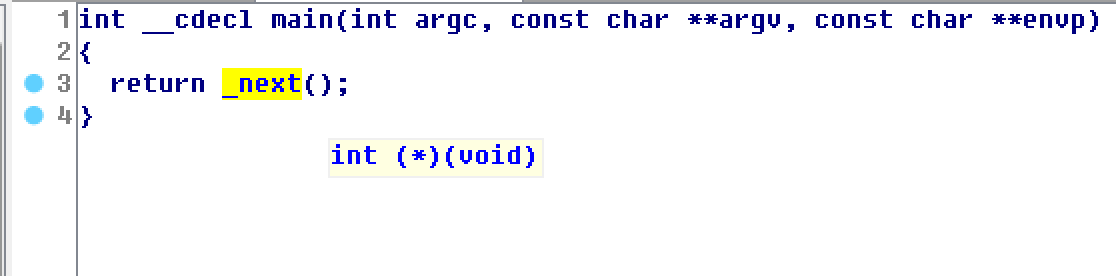 1 int __cdecl main(int argc, const char **argv, const char **envp)
2 {
3   return _next();
4 }
int (*)(void)